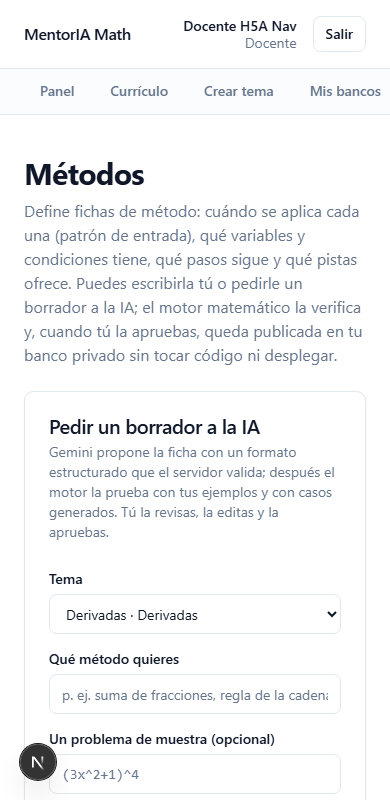 MentorIA Math
Docente H5A Nav
Docente
Salir
Panel
Currículo
Crear tema
Mis bancos
Métodos
Define fichas de método: cuándo se aplica cada
una (patrón de entrada), qué variables y
condiciones tiene, qué pasos sigue y qué pistas
ofrece. Puedes escribirla tú o pedirle un
borrador a la IA; el motor matemático la verifica
y, cuando tú la apruebas, queda publicada en tu
banco privado sin tocar código ni desplegar.
Pedir un borrador a la IA
Gemini propone la ficha con un formato
estructurado que el servidor valida; después el
motor la prueba con tus ejemplos y con casos
generados. Tú la revisas, la editas y la
apruebas.
Tema
Derivadas · Derivadas
Qué método quieres
p. ej. suma de fracciones, regla de la cadena
Un problema de muestra (opcional)
N
(3x^2+1)^4